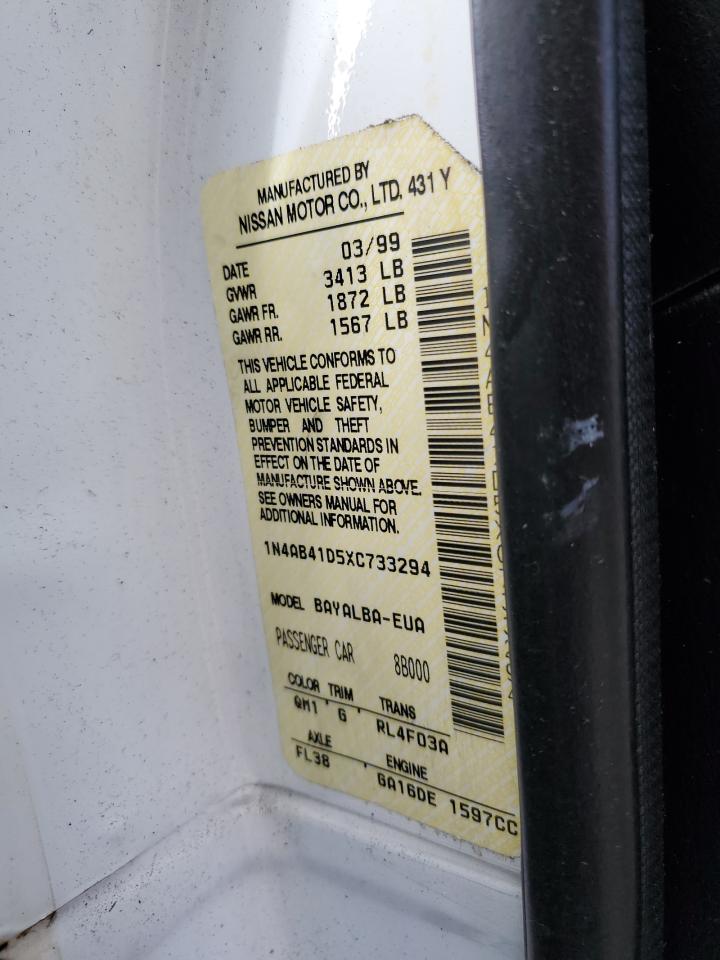 MANUFACTURED BY
NISSAN MOTOR CO., LTD. 431Y
DATE 03/99
GVWR 3413 LB
GAWR FR. 1872 LB
GAWR RR. 1567 LB
THIS VEHICLE CONFORMS TO
ALL APPLICABLE FEDERAL
MOTOR VEHICLE SAFETY,
BUMPER AND THEFT
PREVENTION STANDARDS IN
EFFECT ON THE DATE OF
MANUFACTURE SHOWN ABOVE.
SEE OWNERS MANUAL FOR
ADDITIONAL INFORMATION.
1N4AB41D5XC733294
MODEL BAYALBA-EUA
PASSENGER CAR 8B000
COLOR TRIM TRANS
QM1 ' G ' RL4F03A
AXLE ENGINE
FL38 GA16DE 1597CC